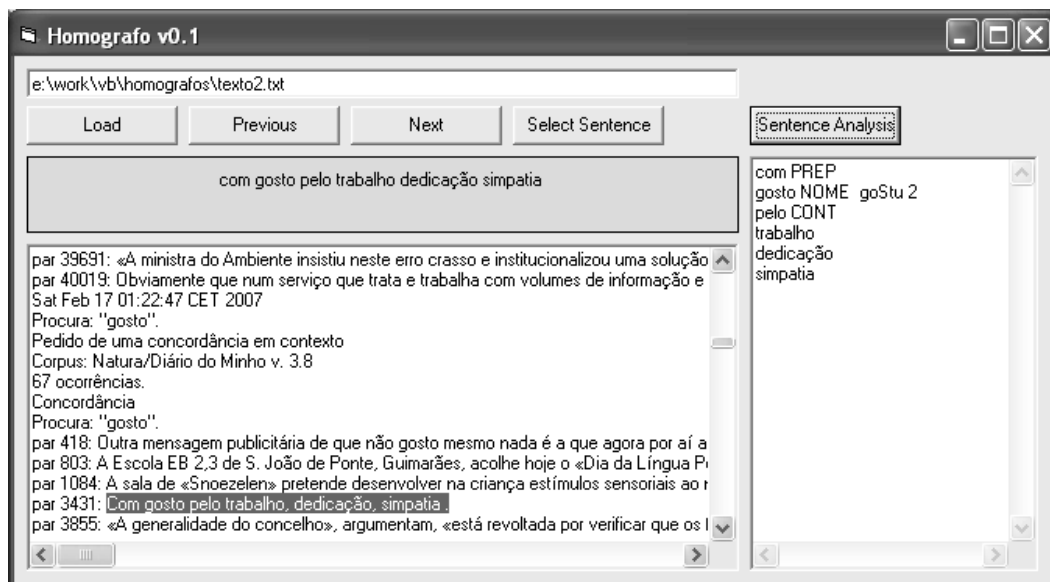 Homografo v0.1
e:\work\vb\homografos\texto2.txt
Load Previous Next Select Sentence Sentence Analysis
com gosto pelo trabalho dedicação simpatia
par 39691: «A ministra do Ambiente insistiu neste erro crasso e institucionalizou uma solução
par 40019: Obviamente que num serviço que trata e trabalha com volumes de informação e
Sat Feb 17 01:22:47 CET 2007
Procura: "gosto".
Pedido de uma concordância em contexto
Corpus: Natura/Diário do Minho v. 3.8
67 ocorrências.
Concordância
Procura: "gosto".
par 418: Outra mensagem publicitária de que não gosto mesmo nada é a que agora por aí a
par 803: A Escola EB 2,3 de S. João de Ponte, Guimarães, acolhe hoje o «Dia da Língua
par 1084: A sala de «Snoezelen» pretende desenvolver na criança estímulos sensoriais ao
par 3431: Com gosto pelo trabalho, dedicação, simpatia .
par 3855: «A generalidade do concelho», argumentam, «está revoltada por verificar que os
com PREP
gosto NOME goStu 2
pelo CONT
trabalho
dedicação
simpatia